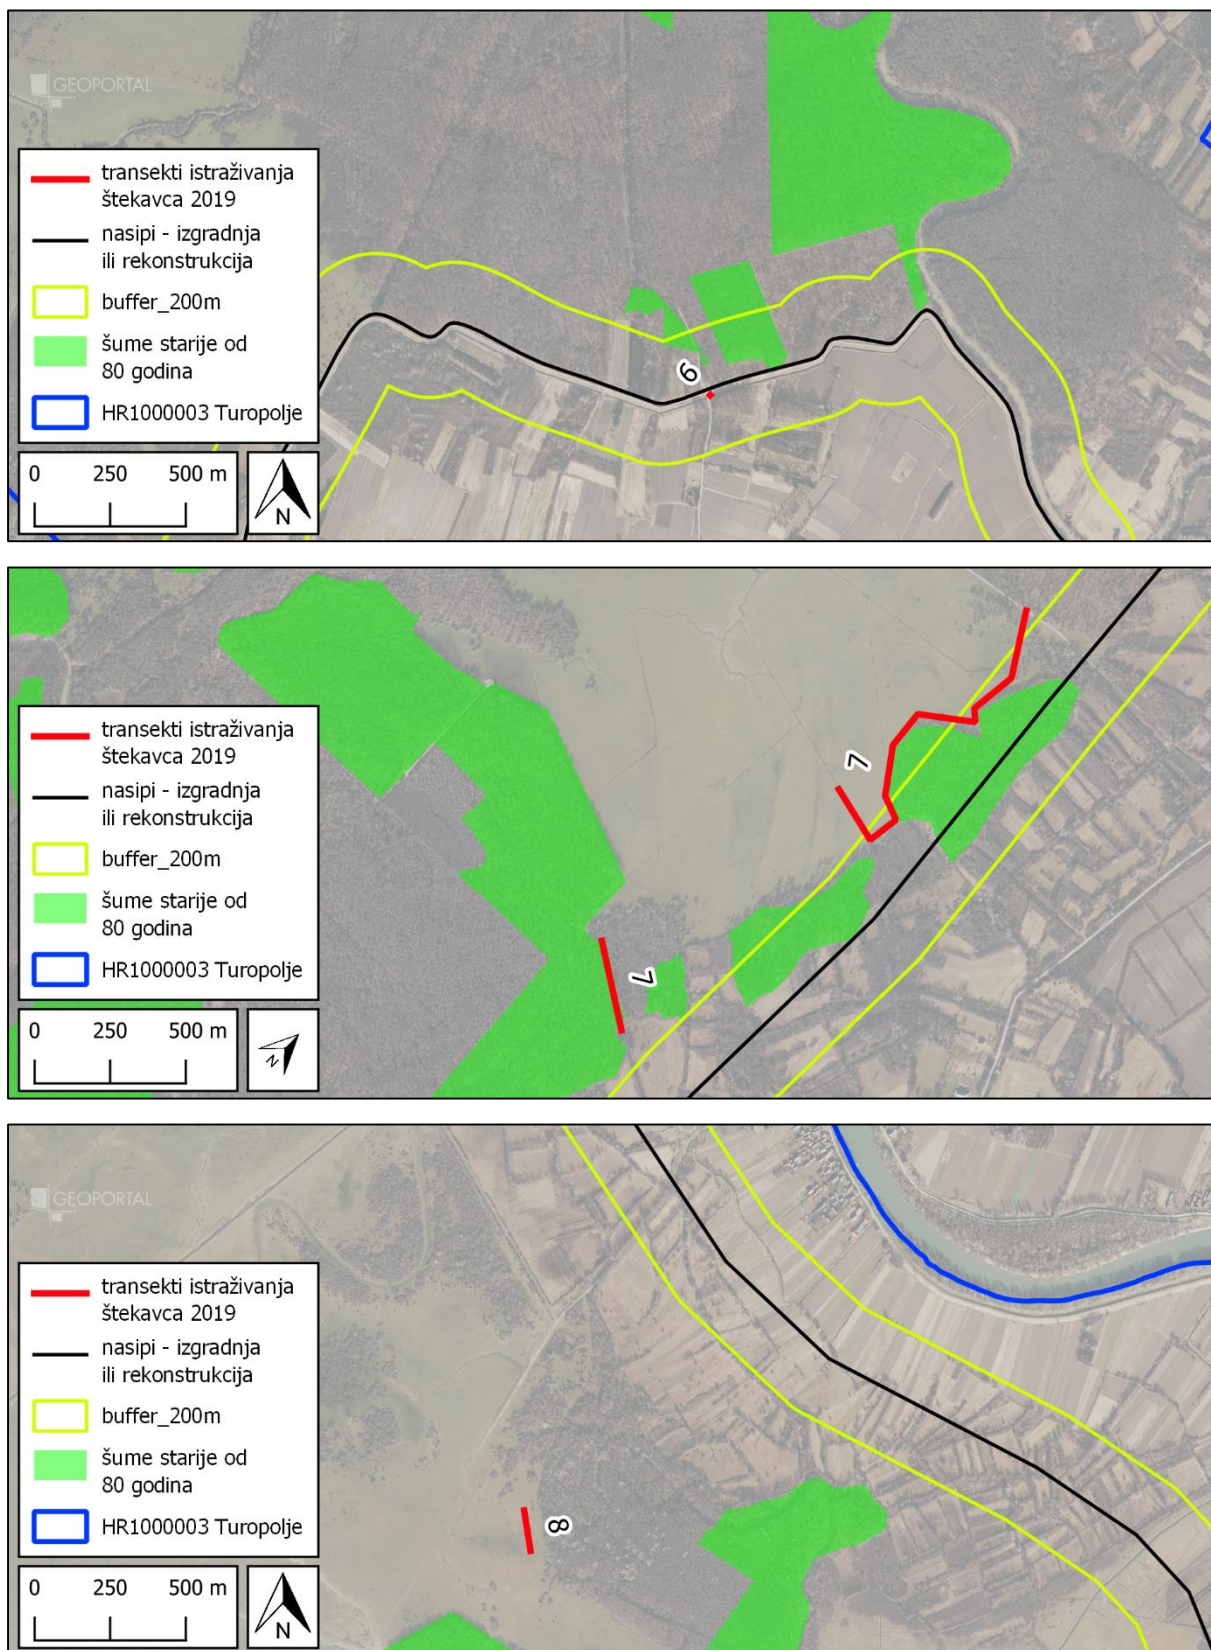 GEOPORTAL
transekti istraživanja
štekavca 2019
nasipi - izgradnja
ili rekonstrukcija
buffer_200m
šume starije od
80 godina
HR1000003 Turopolje
0 250 500 m
N
6
transekti istraživanja
štekavca 2019
nasipi - izgradnja
ili rekonstrukcija
buffer_200m
šume starije od
80 godina
HR1000003 Turopolje
0 250 500 m
N
7
7
GEOPORTAL
transekti istraživanja
štekavca 2019
nasipi - izgradnja
ili rekonstrukcija
buffer_200m
šume starije od
80 godina
HR1000003 Turopolje
0 250 500 m
N
8